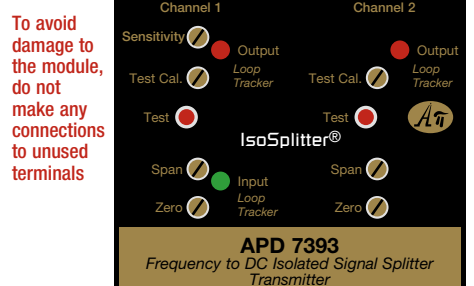 To avoid
damage to
the module,
do not
make any
connections
to unused
terminals
Channel 1
Sensitivity
Output
Loop
Tracker
Test Cal.
Test
Span
Input
Loop
Tracker
Zero
Channel 2
Output
Loop
Tracker
Test Cal.
Test
Span
Zero
IsoSplitter®
APD 7393
Frequency to DC Isolated Signal Splitter
Transmitter